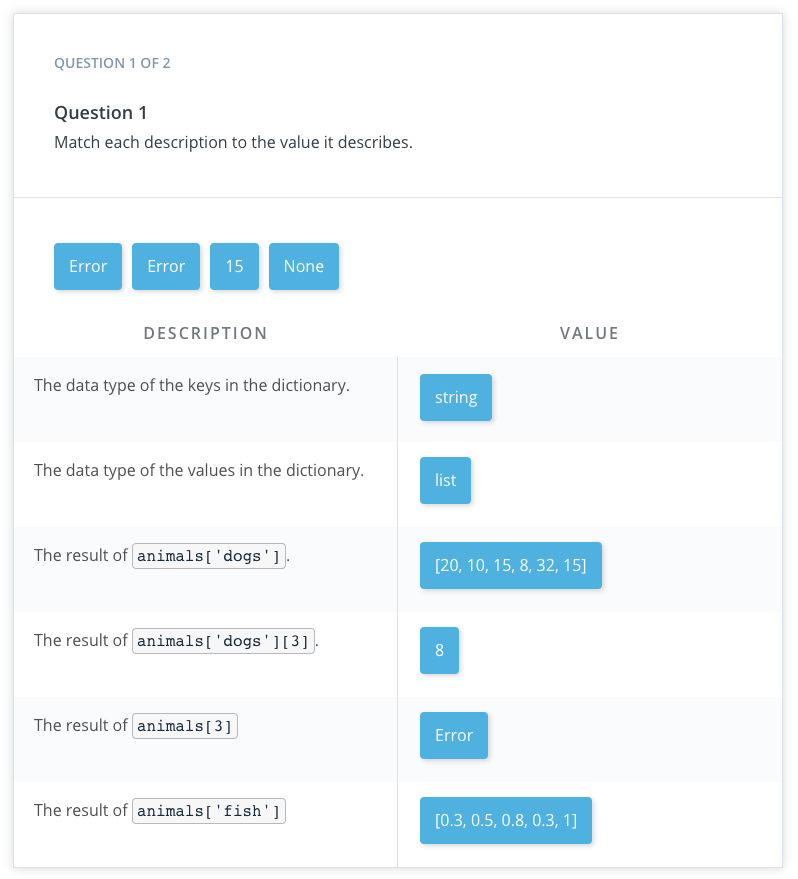 QUESTION 1 OF 2
Question 1
Match each description to the value it describes.
Error Error 15 None
DESCRIPTION VALUE
The data type of the keys in the dictionary. string
The data type of the values in the dictionary. list
The result of animals['dogs']. [20, 10, 15, 8, 32, 15]
The result of animals['dogs'][3]. 8
The result of animals[3] Error
The result of animals['fish'] [0.3, 0.5, 0.8, 0.3, 1]